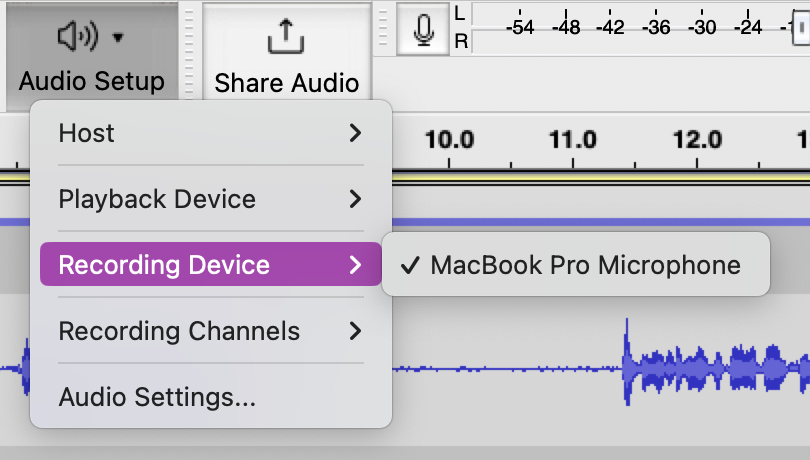 Audio Setup
Share Audio
L
R
-54 -48 -42 -36 -30 -24
10.0 11.0 12.0
Host
Playback Device
Recording Device
✓ MacBook Pro Microphone
Recording Channels
Audio Settings...